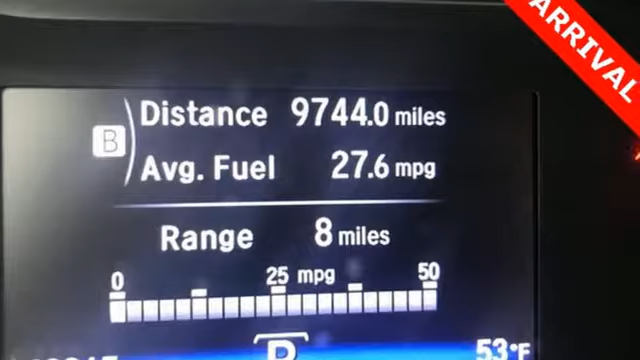 ARRIVAL
Distance 9744.0 miles
B
Avg. Fuel 27.6 mpg
Range 8 miles
0 25 mpg 50
P
53°F